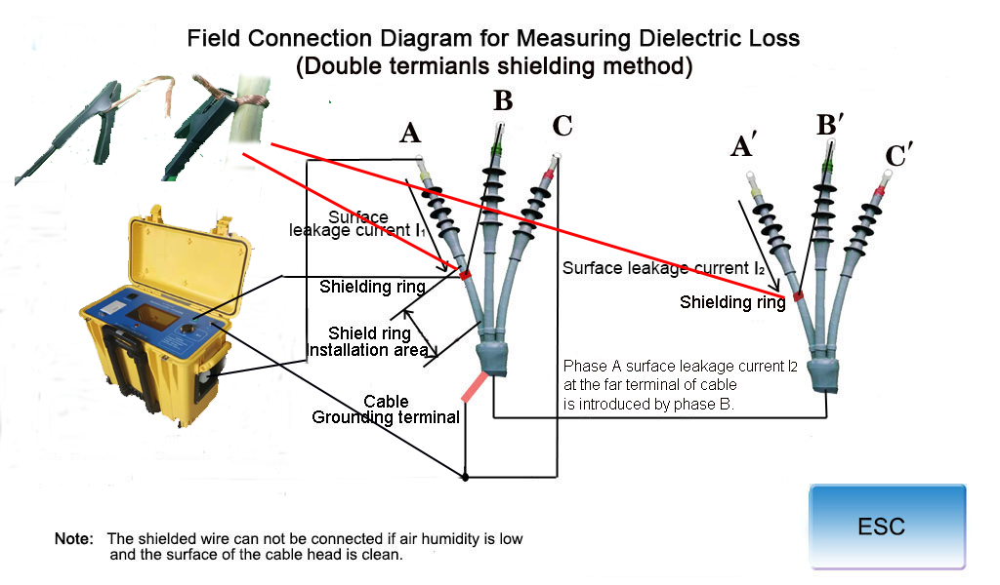 Field Connection Diagram for Measuring Dielectric Loss
(Double termianls shielding method)
A
B
C
A′
B′
C′
Surface
leakage current I₁
Shielding ring
Shield ring
Installation area
Cable
Grounding terminal
Surface leakage current I₂
Shielding ring
Phase A surface leakage current I2
at the far terminal of cable
is introduced by phase B.
Note: The shielded wire can not be connected if air humidity is low
and the surface of the cable head is clean.
ESC